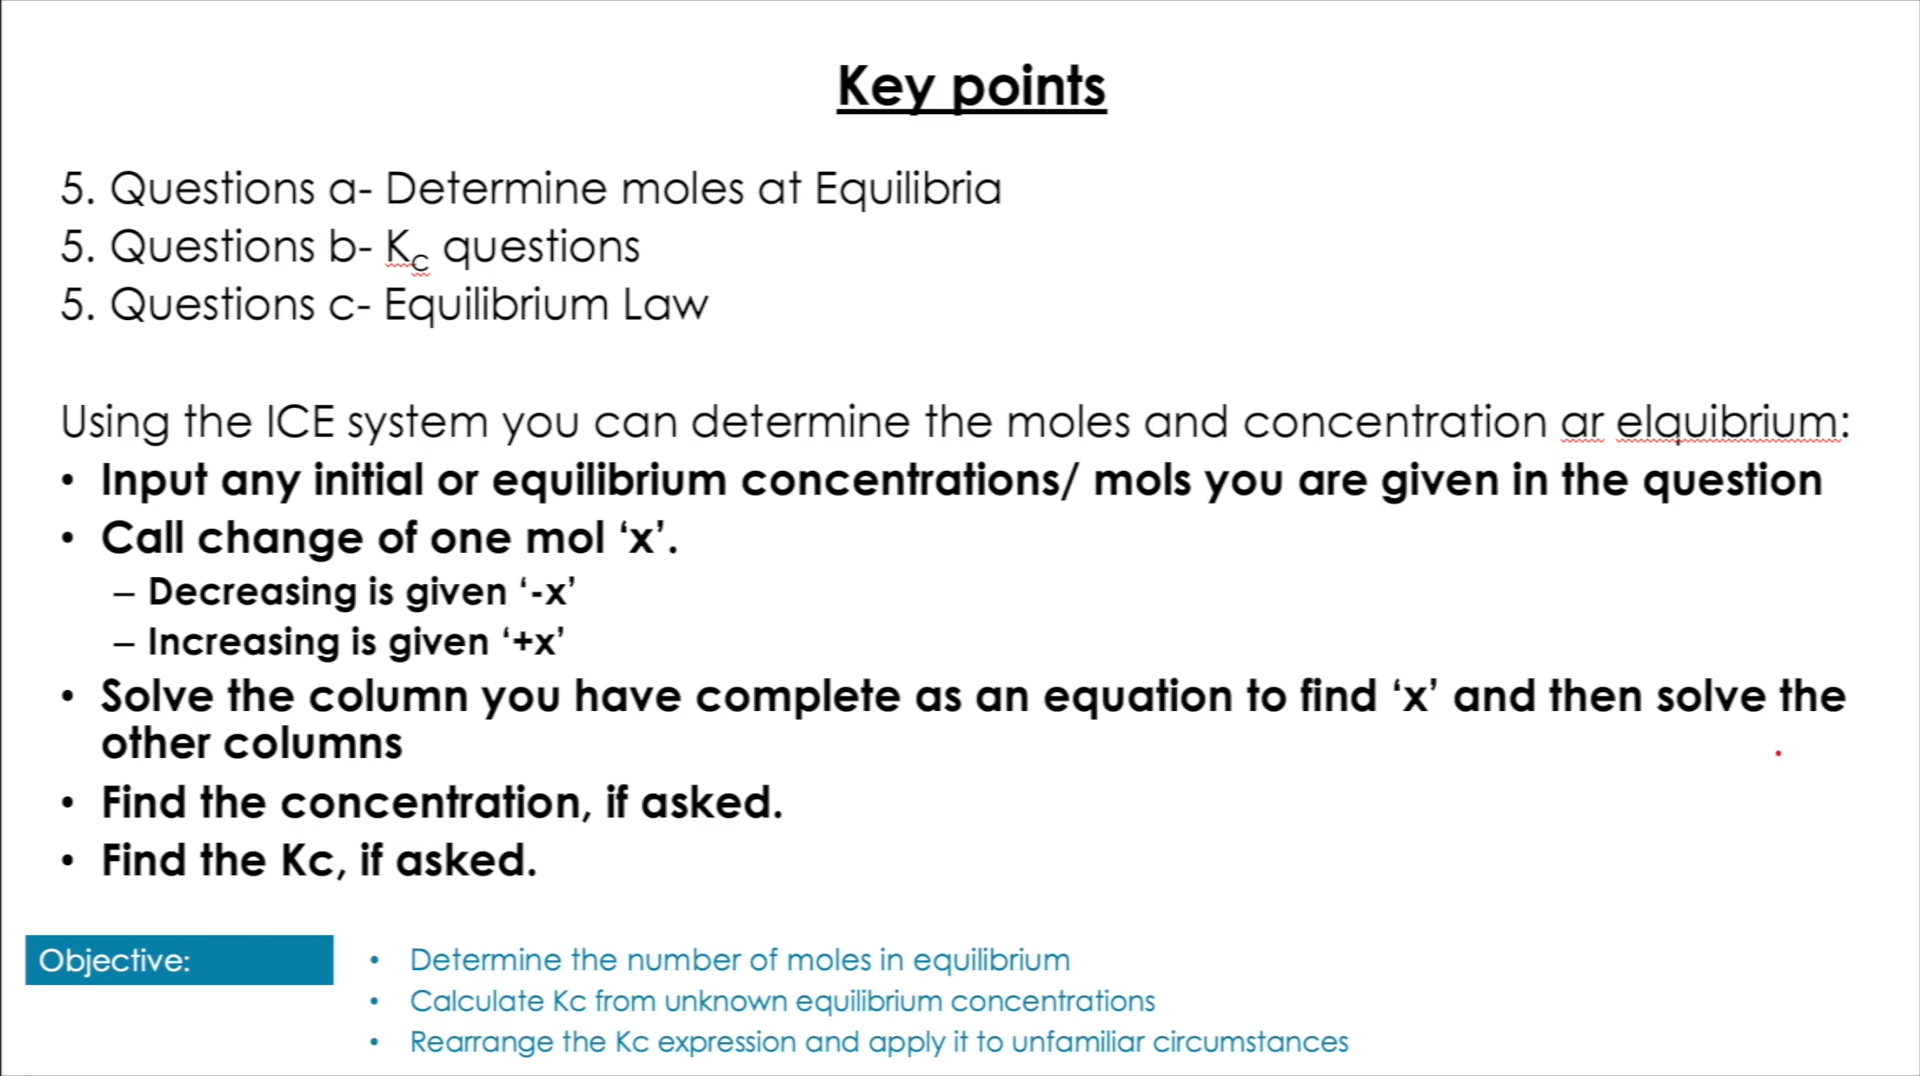 Key points
5. Questions a- Determine moles at Equilibria
5. Questions b- Kc questions
5. Questions c- Equilibrium Law
Using the ICE system you can determine the moles and concentration ar elquibrium:
• Input any initial or equilibrium concentrations/ mols you are given in the question
• Call change of one mol ‘x’.
– Decreasing is given ‘-x’
– Increasing is given ‘+x’
• Solve the column you have complete as an equation to find ‘x’ and then solve the
other columns
• Find the concentration, if asked.
• Find the Kc, if asked.
Objective:
• Determine the number of moles in equilibrium
• Calculate Kc from unknown equilibrium concentrations
• Rearrange the Kc expression and apply it to unfamiliar circumstances